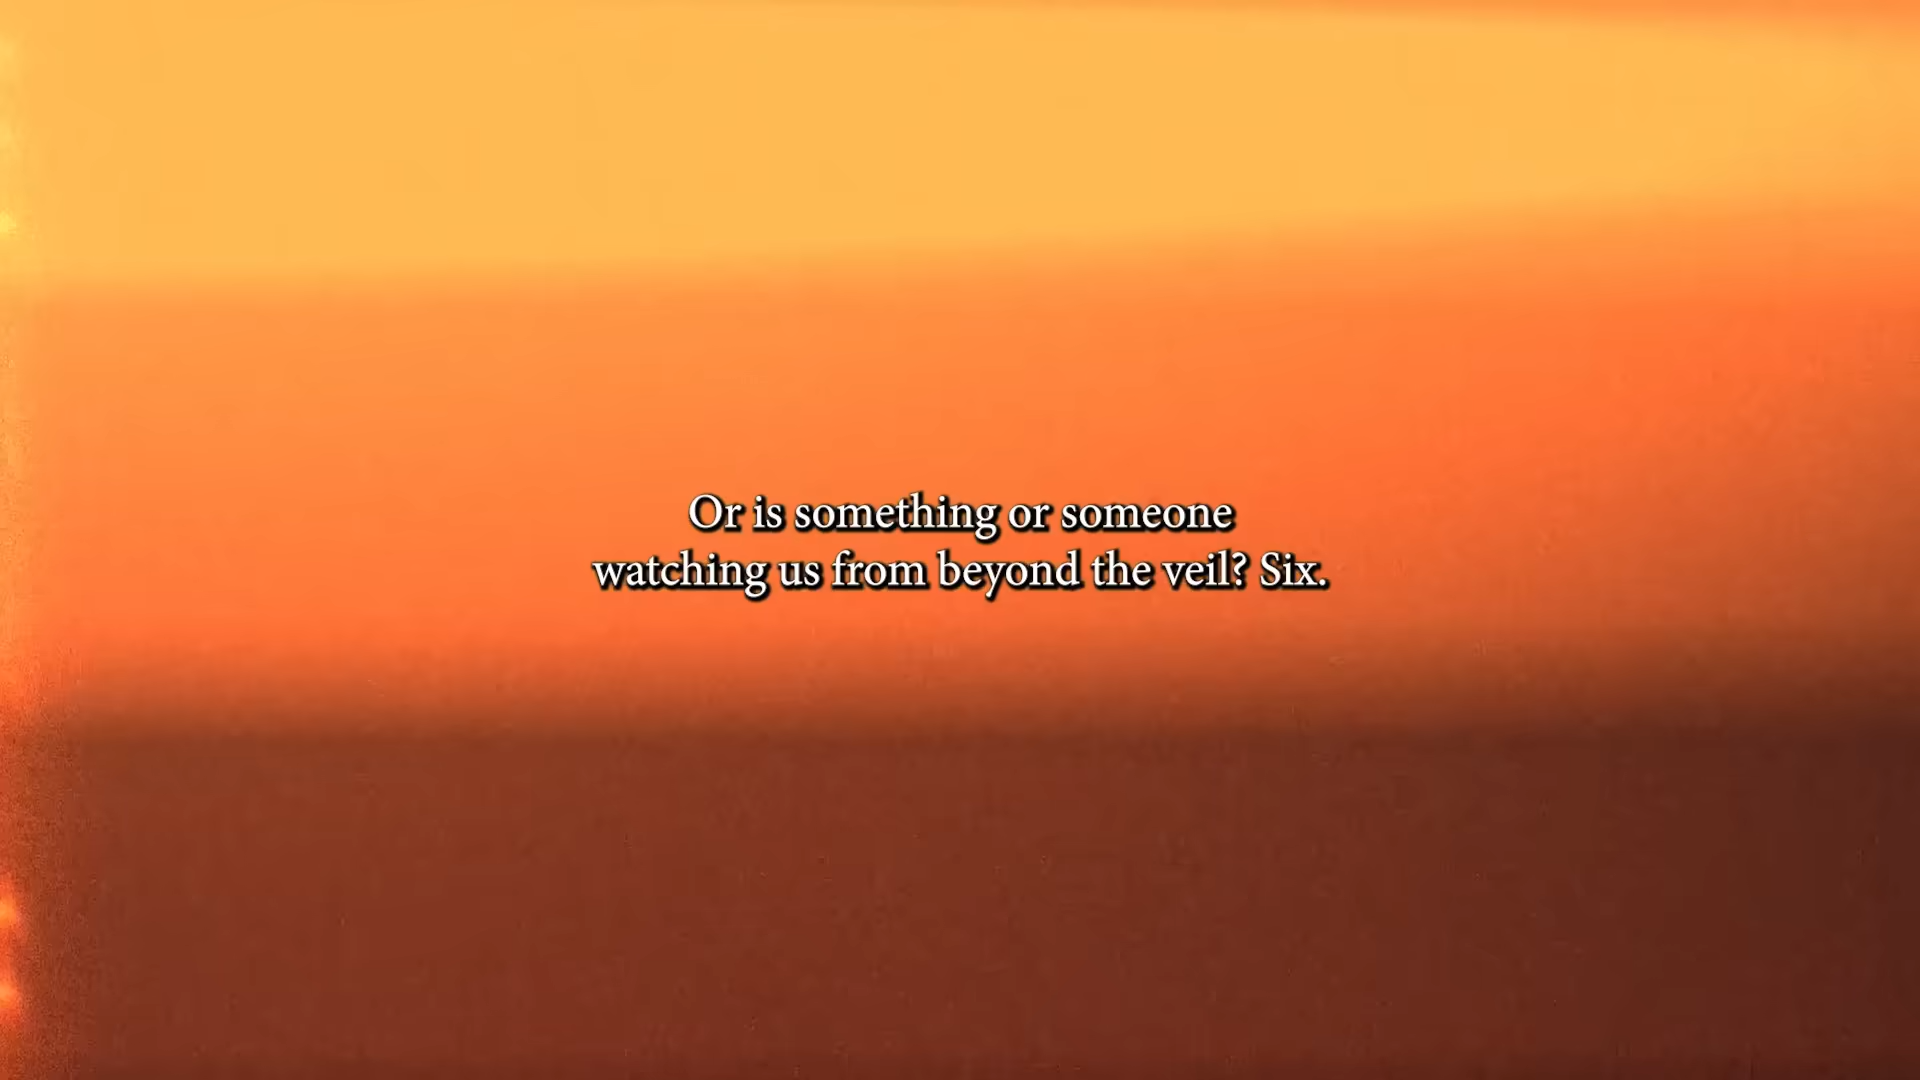 Or is something or someone
watching us from beyond the veil? Six.